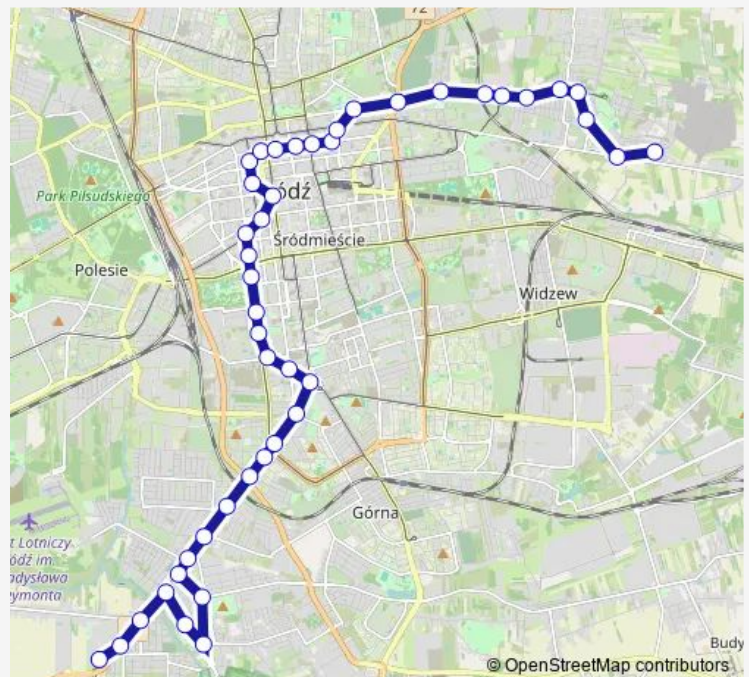 72
Park Piłsudskiego
ódź
Śródmieście
Polesie
Widzew
Górna
t Lotniczy
ódź im.
adysława
eymonta
Budy
© OpenStreetMap contributors